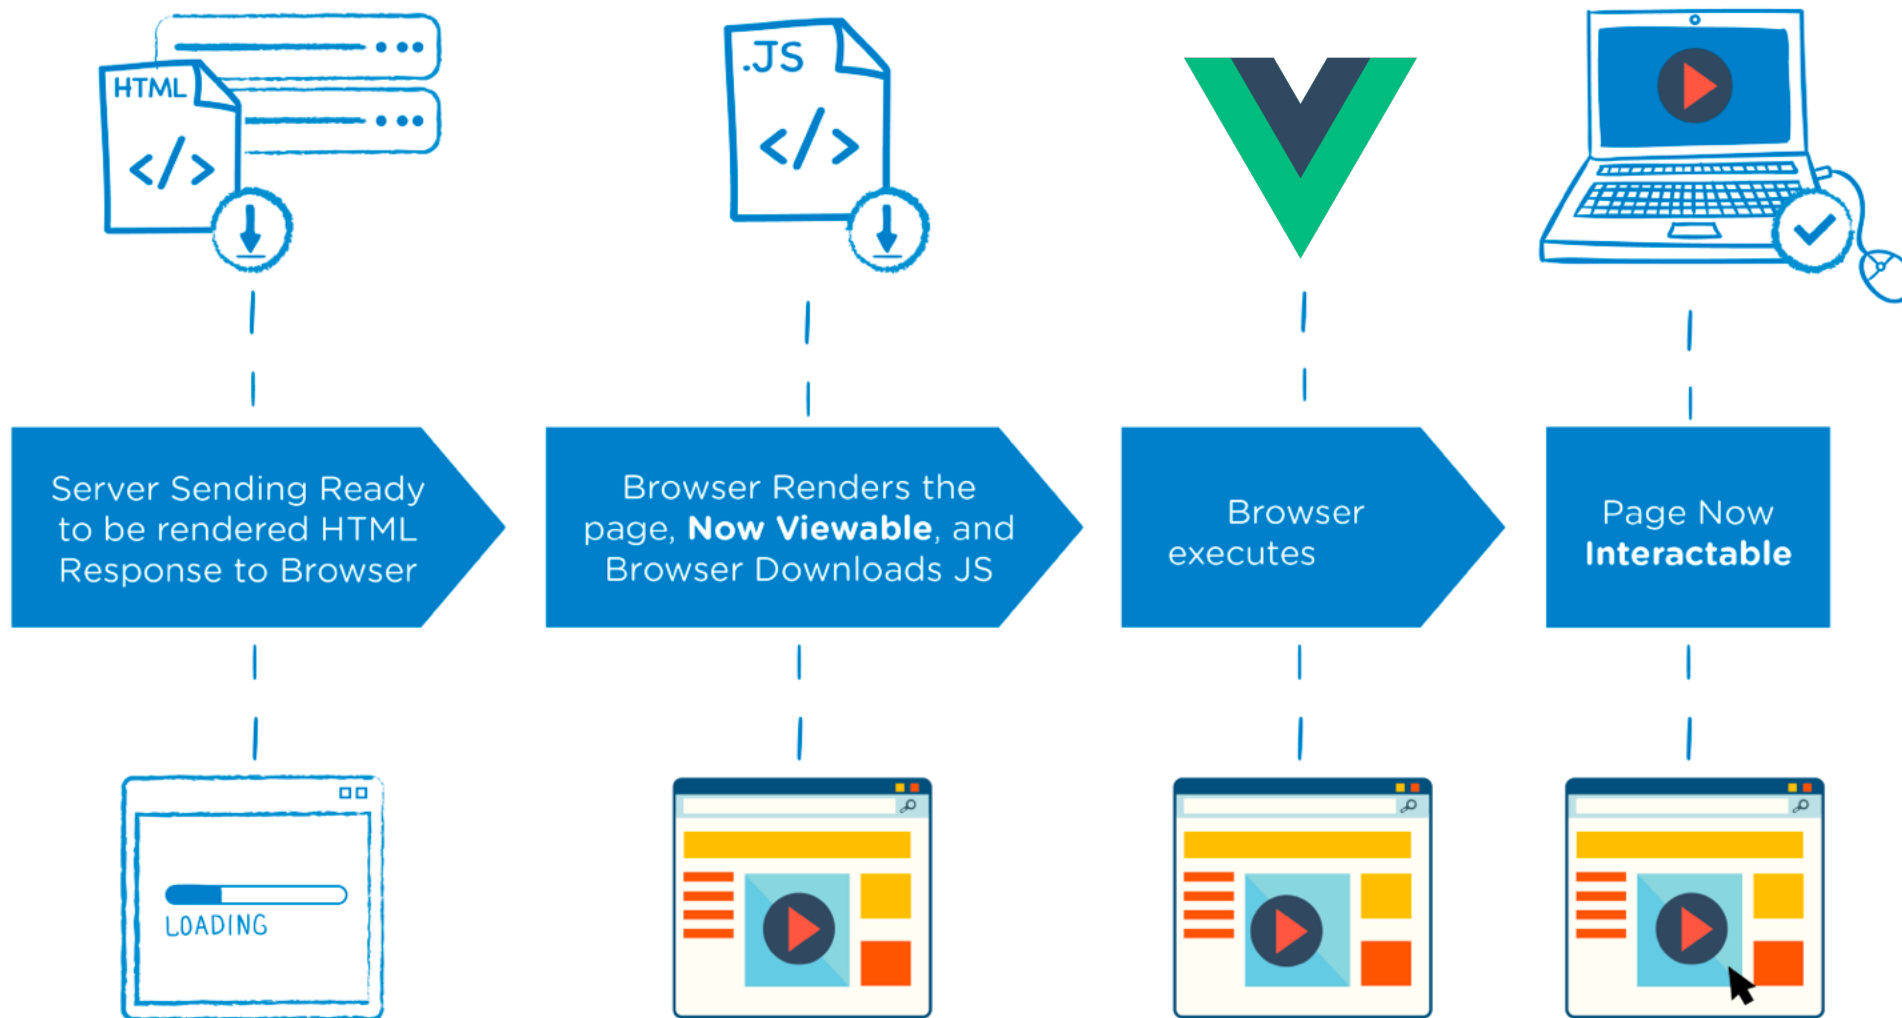 HTML
</>
.JS
</>
Server Sending Ready
to be rendered HTML
Response to Browser
Browser Renders the
page, Now Viewable, and
Browser Downloads JS
Browser
executes
Page Now
Interactable
LOADING